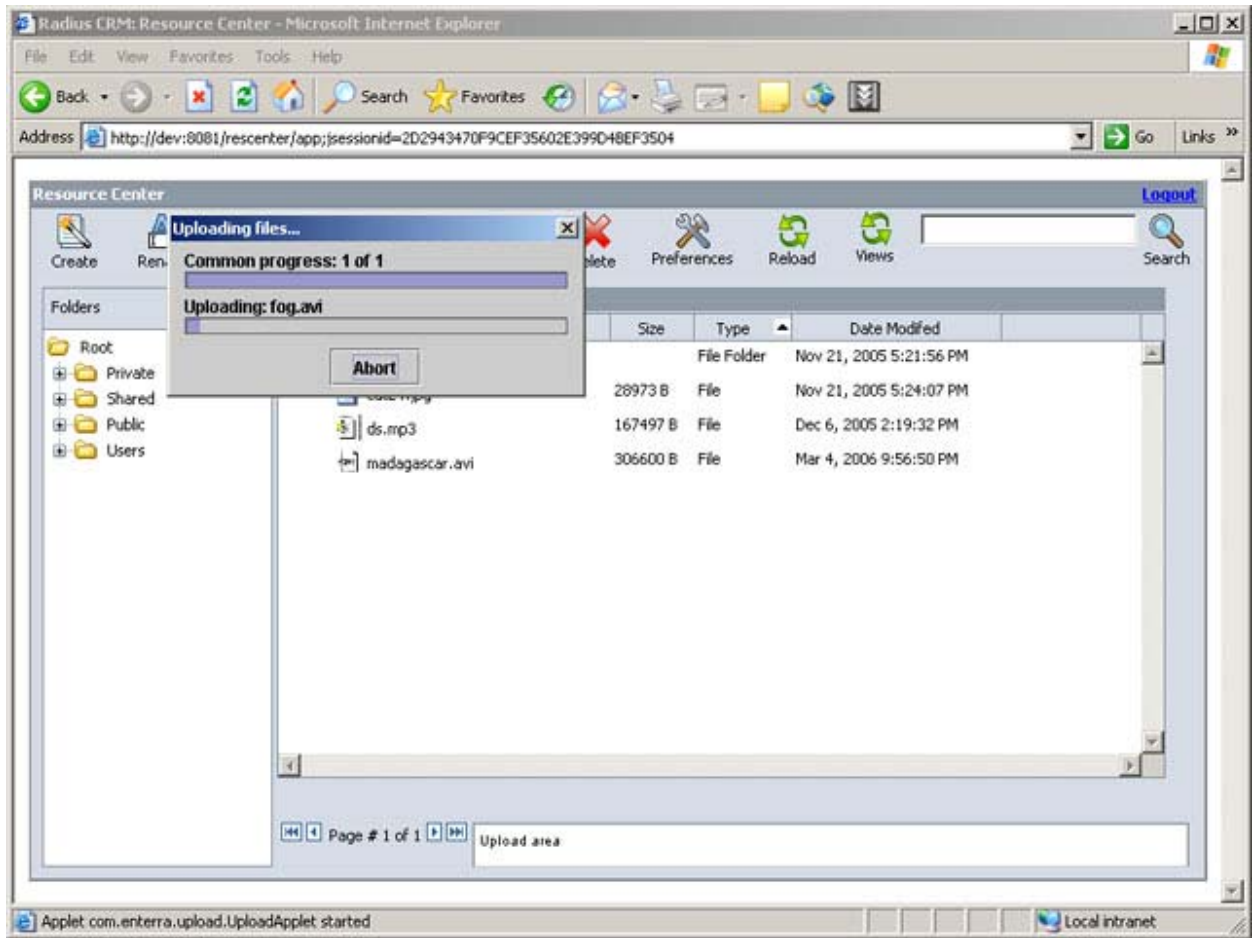 Radius CRM: Resource Center - Microsoft Internet Explorer
File Edit View Favorites Tools Help
Back Search Favorites
Address http://dev:8081/rescenter/app;jsessionid=2D2943470F9CEF35602E399D48EF3504 Go Links »
Resource Center Logout
Create Ren Preferences Reload Views Search
Uploading files...
Common progress: 1 of 1
Uploading: fog.avi
Abort
Folders
Root
Private
Shared
Public
Users
Size Type Date Modifed
File Folder Nov 21, 2005 5:21:56 PM
28973 B File Nov 21, 2005 5:24:07 PM
ds.mp3 167497 B File Dec 6, 2005 2:19:32 PM
madagascar.avi 306600 B File Mar 4, 2006 9:56:50 PM
Page # 1 of 1 Upload area
Applet com.enterra.upload.UploadApplet started Local intranet